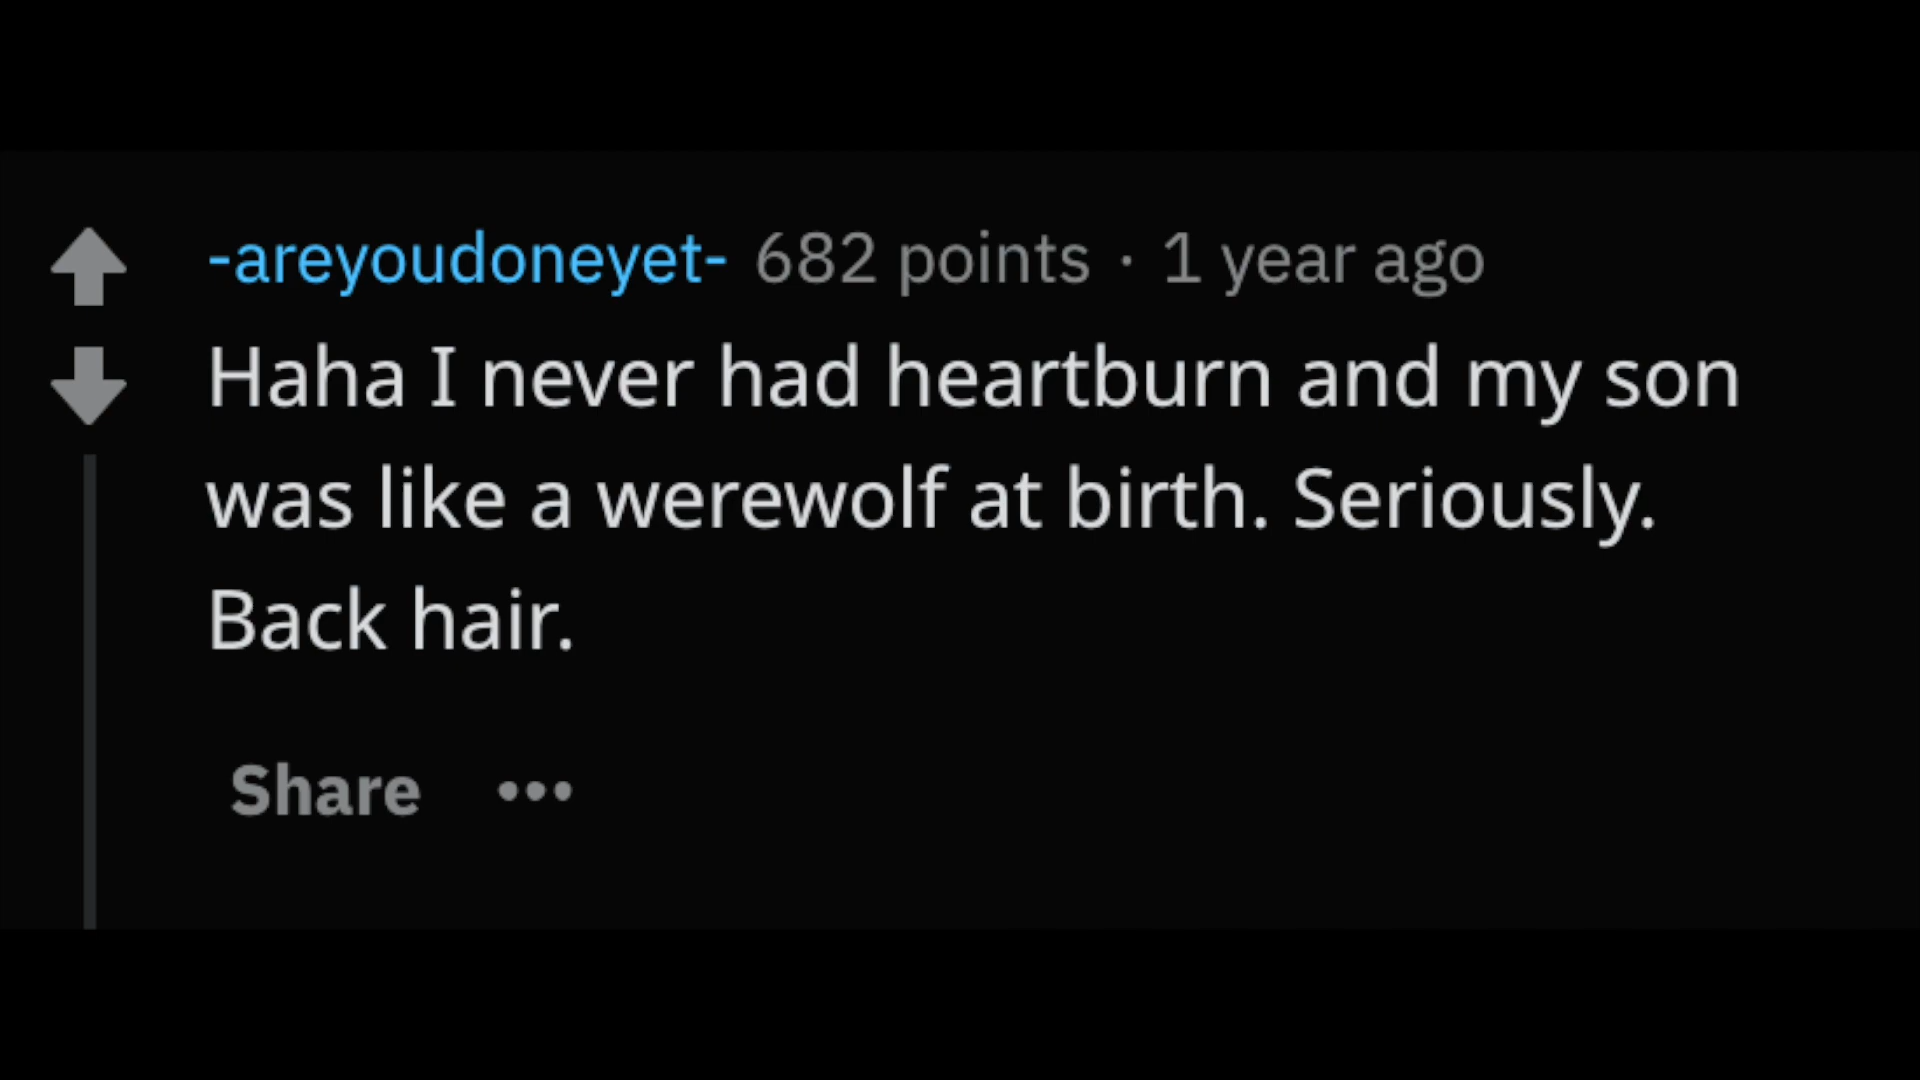 -areyoudoneyet- 682 points · 1 year ago
Haha I never had heartburn and my son
was like a werewolf at birth. Seriously.
Back hair.
Share •••